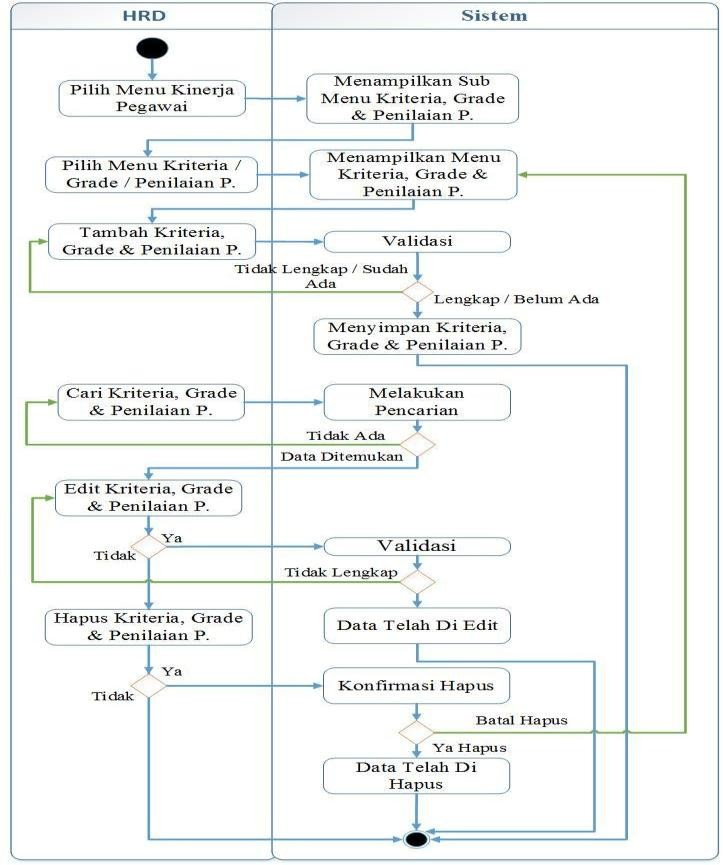 HRD
Sistem
Pilih Menu Kinerja
Pegawai
Menampilkan Sub
Menu Kriteria, Grade
& Penilaian P.
Pilih Menu Kriteria /
Grade / Penilaian P.
Menampilkan Menu
Kriteria, Grade &
Penilaian P.
Tambah Kriteria,
Grade & Penilaian P.
Validasi
Tidak Lengkap / Sudah
Ada
Lengkap / Belum Ada
Menyimpan Kriteria,
Grade & Penilaian P.
Cari Kriteria, Grade
& Penilaian P.
Melakukan
Pencarian
Tidak Ada
Data Ditemukan
Edit Kriteria, Grade
& Penilaian P.
Ya
Tidak
Validasi
Tidak Lengkap
Hapus Kriteria, Grade
& Penilaian P.
Data Telah Di Edit
Ya
Tidak
Konfirmasi Hapus
Batal Hapus
Ya Hapus
Data Telah Di
Hapus